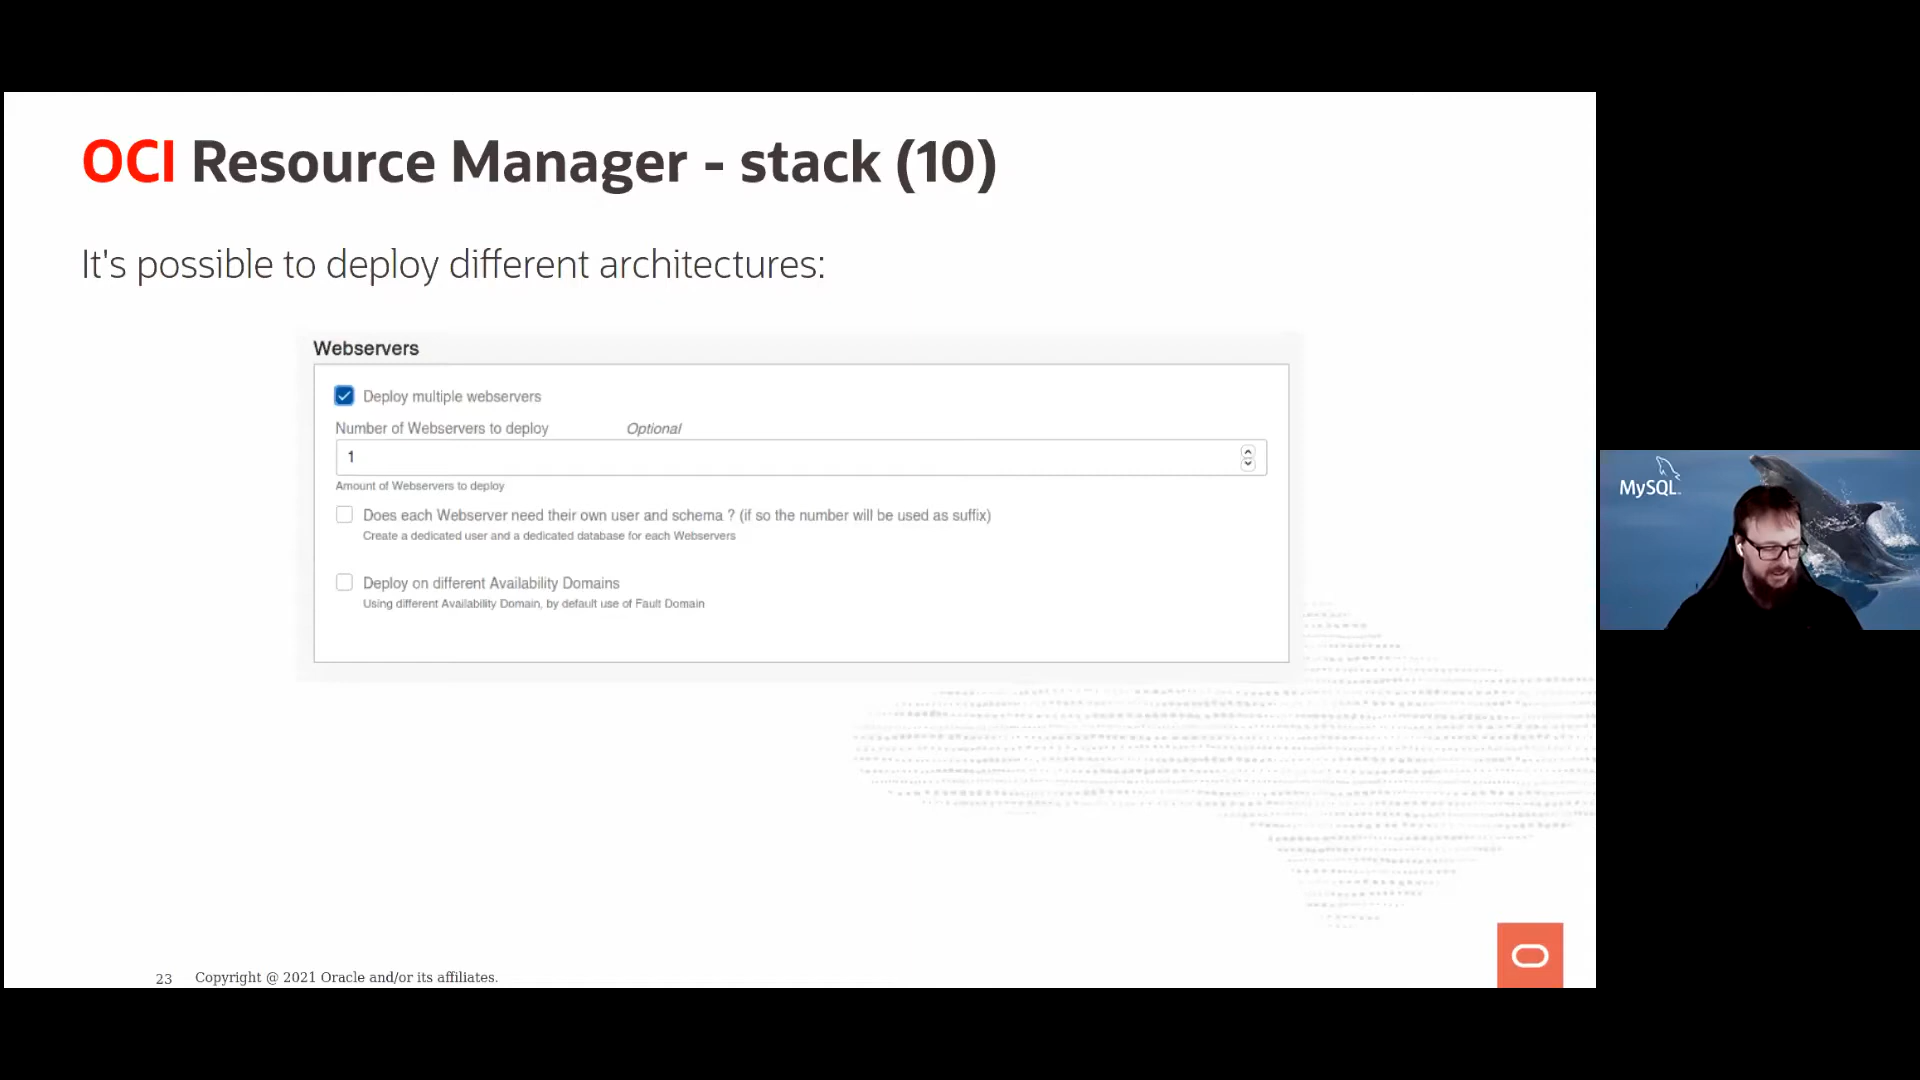 OCI Resource Manager - stack (10)
It's possible to deploy different architectures:
Webservers
Deploy multiple webservers
Number of Webservers to deploy Optional
1
Amount of Webservers to deploy
Does each Webserver need their own user and schema ? (if so the number will be used as suffix)
Create a dedicated user and a dedicated database for each Webservers
Deploy on different Availability Domains
Using different Availability Domain, by default use of Fault Domain
MySQL
23 Copyright @ 2021 Oracle and/or its affiliates.